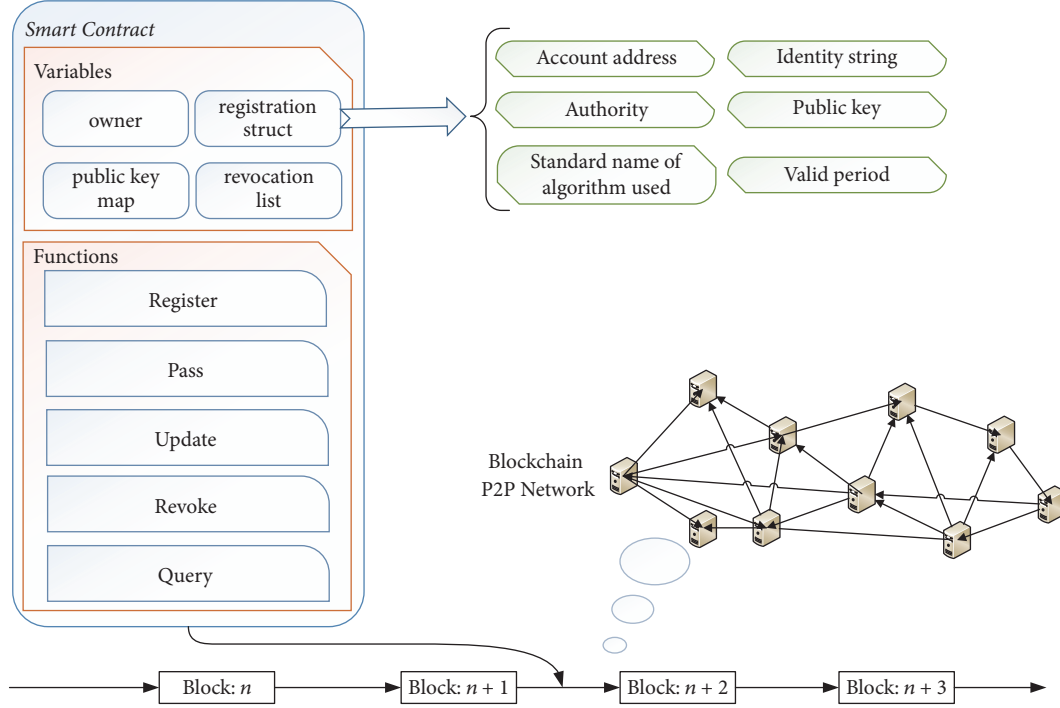 Smart Contract
Variables
owner
registration
struct
public key
map
revocation
list
Account address
Identity string
Authority
Public key
Standard name of
algorithm used
Valid period
Functions
Register
Pass
Update
Revoke
Query
Blockchain
P2P Network
Block: n
Block: n + 1
Block: n + 2
Block: n + 3